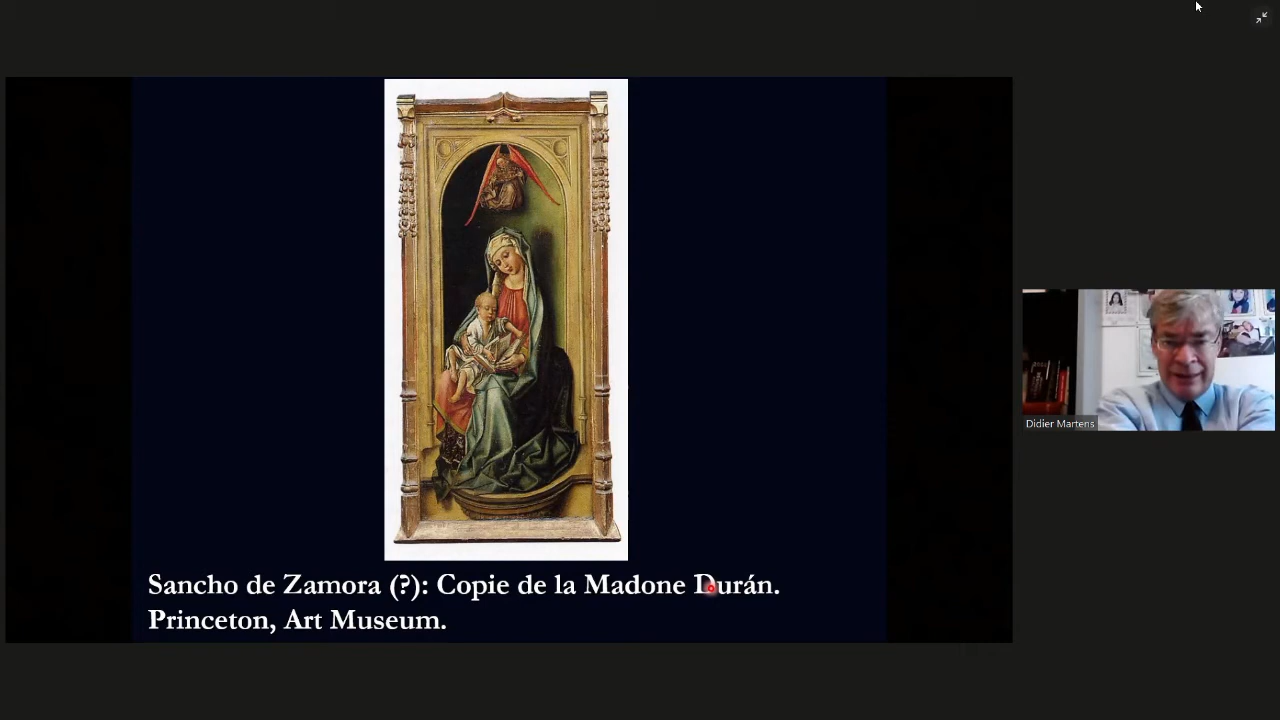 Sancho de Zamora (?): Copie de la Madone Durán.
Princeton, Art Museum.
Didier Martens